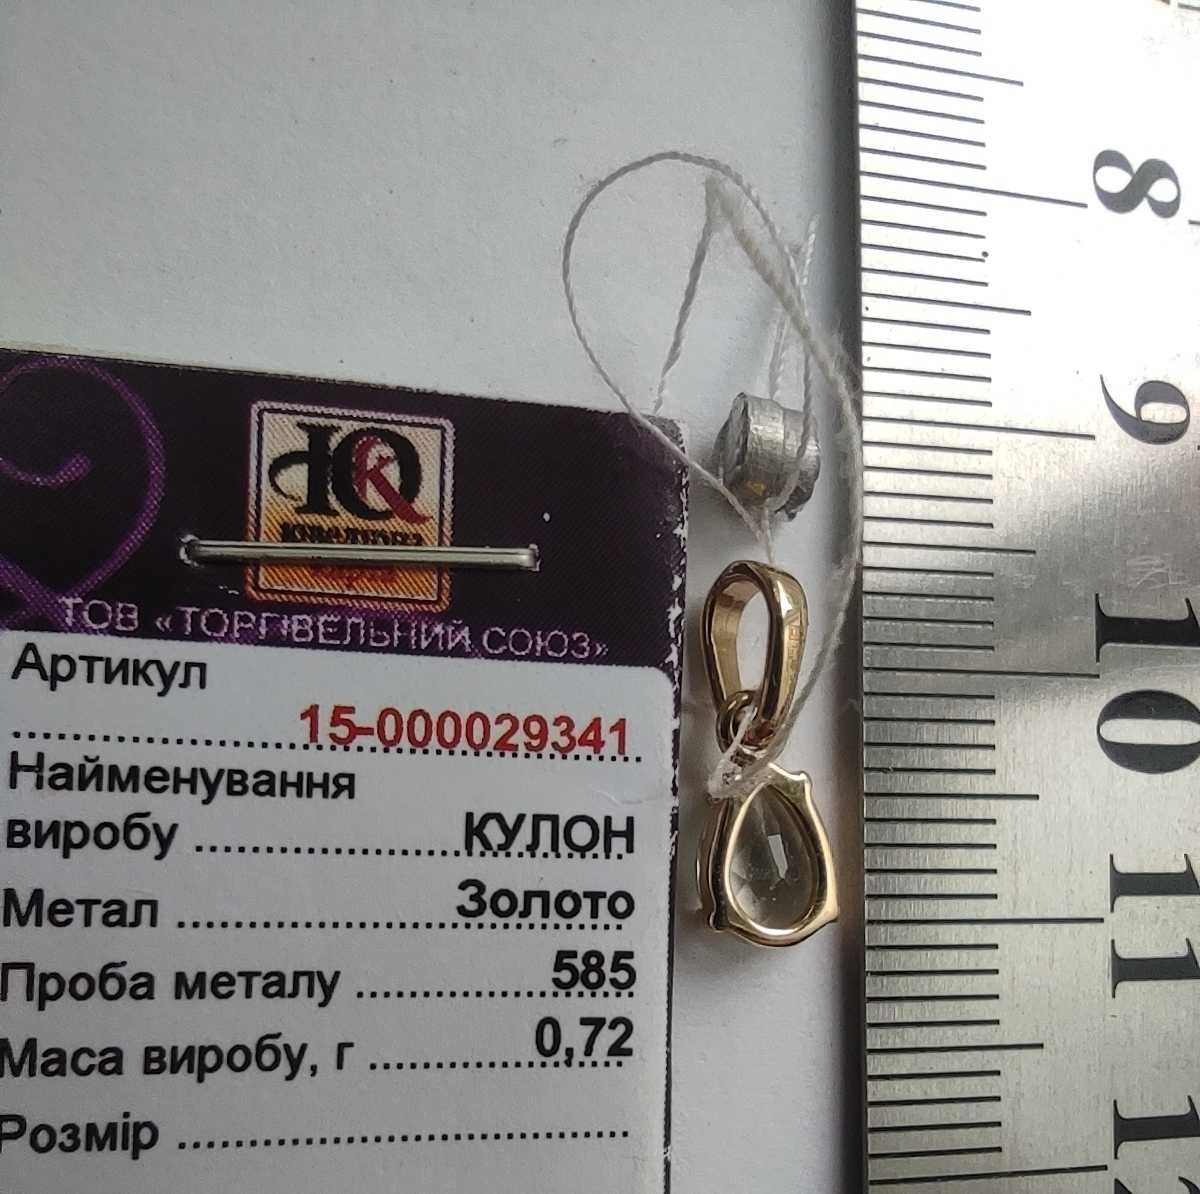 ТОВ «ТОРГІВЕЛЬНИЙ СОЮЗ»
Артикул
15-000029341
Найменування
виробу КУЛОН
Метал Золото
Проба металу 585
Маса виробу, г 0,72
Розмір
8
9
10
11
12